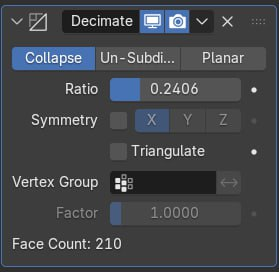 Decimate
Collapse Un-Subdi... Planar
Ratio 0.2406
Symmetry X Y Z
Triangulate
Vertex Group
Factor 1.0000
Face Count: 210